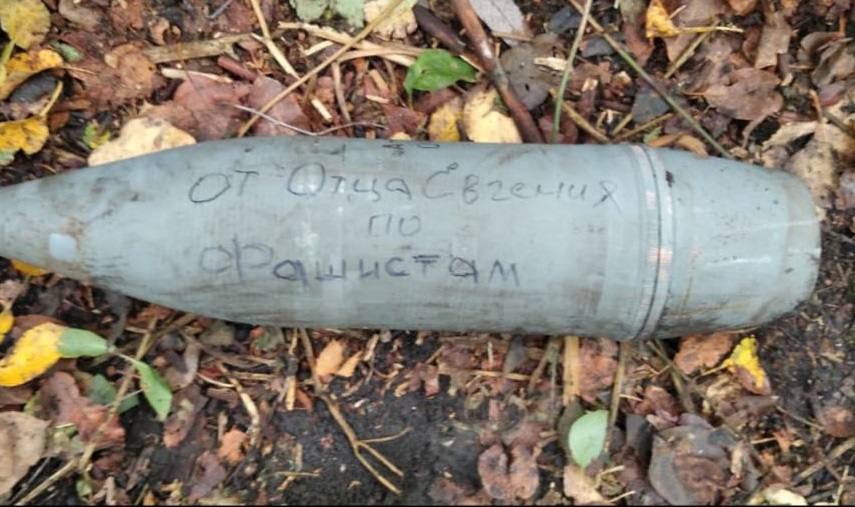 от Отца Евгения
по
фашистам